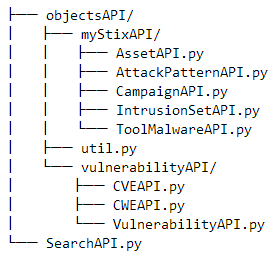 ├── objectsAPI/
│   ├── myStixAPI/
│   │   ├── AssetAPI.py
│   │   ├── AttackPatternAPI.py
│   │   ├── CampaignAPI.py
│   │   ├── IntrusionSetAPI.py
│   │   └── ToolMalwareAPI.py
│   ├── util.py
│   └── vulnerabilityAPI/
│       ├── CVEAPI.py
│       ├── CWEAPI.py
│       └── VulnerabilityAPI.py
└── SearchAPI.py